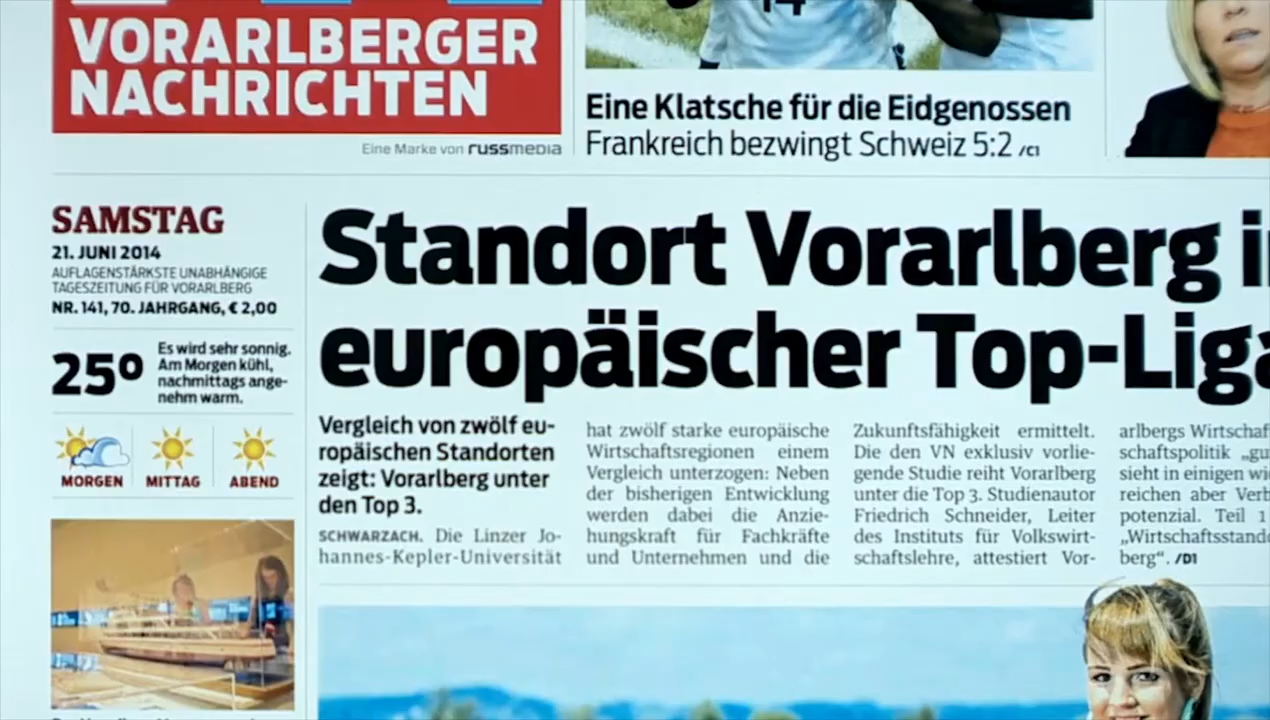 VORARLBERGER
NACHRICHTEN
Eine Marke von russmedia
14
Eine Klatsche für die Eidgenossen
Frankreich bezwingt Schweiz 5:2 /C1
SAMSTAG
21. JUNI 2014
AUFLAGENSTÄRKSTE UNABHÄNGIGE
TAGESZEITUNG FÜR VORARLBERG
NR. 141, 70. JAHRGANG, € 2,00
25º
Es wird sehr sonnig.
Am Morgen kühl,
nachmittags ange-
nehm warm.
MORGEN MITTAG ABEND
Standort Vorarlberg
europäischer Top-Liga
Vergleich von zwölf eu-
ropäischen Standorten
zeigt: Vorarlberg unter
den Top 3.
SCHWARZACH. Die Linzer Jo-
hannes-Kepler-Universität
hat zwölf starke europäische
Wirtschaftsregionen einem
Vergleich unterzogen: Neben
der bisherigen Entwicklung
werden dabei die Anzie-
hungskraft für Fachkräfte
und Unternehmen und die
Zukunftsfähigkeit ermittelt.
Die den VN exklusiv vorlie-
gende Studie reiht Vorarlberg
unter die Top 3. Studienautor
Friedrich Schneider, Leiter
des Instituts für Volkswirt-
schaftslehre, attestiert Vor-
arlbergs Wirtschaf
schaftspolitik „gu
sieht in einigen wi
reichen aber Verb
potenzial. Teil 1
„Wirtschaftsstand
berg“. /D1